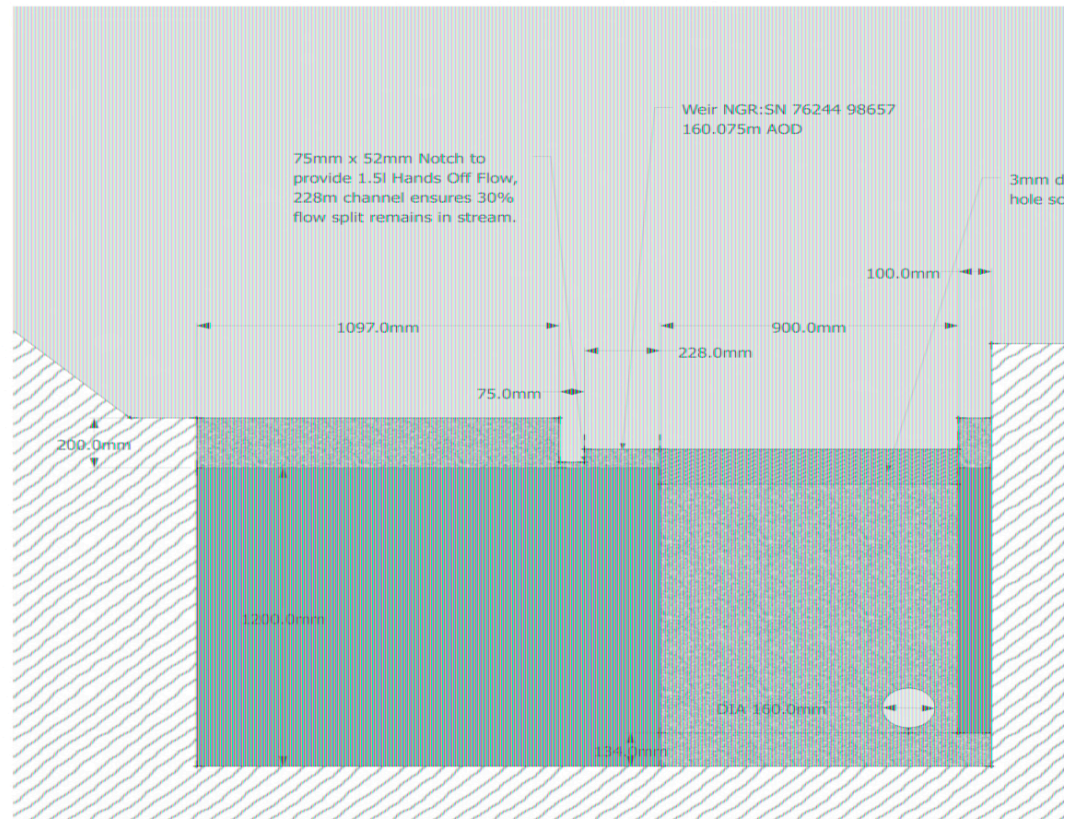 Weir NGR:SN 76244 98657
160.075m AOD
75mm x 52mm Notch to
provide 1.5l Hands Off Flow,
228m channel ensures 30%
flow split remains in stream.
3mm d
hole sc
100.0mm
1097.0mm
900.0mm
228.0mm
75.0mm
200.0mm
1200.0mm
DIA 160.0mm
134.0mm